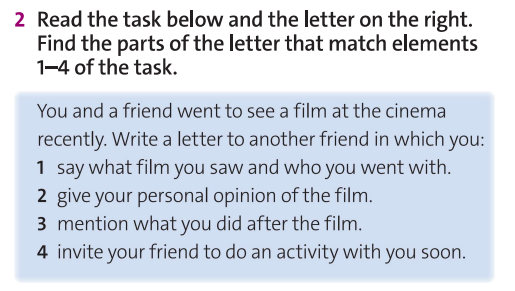 2 Read the task below and the letter on the right.
Find the parts of the letter that match elements
1–4 of the task.
You and a friend went to see a film at the cinema
recently. Write a letter to another friend in which you:
1 say what film you saw and who you went with.
2 give your personal opinion of the film.
3 mention what you did after the film.
4 invite your friend to do an activity with you soon.